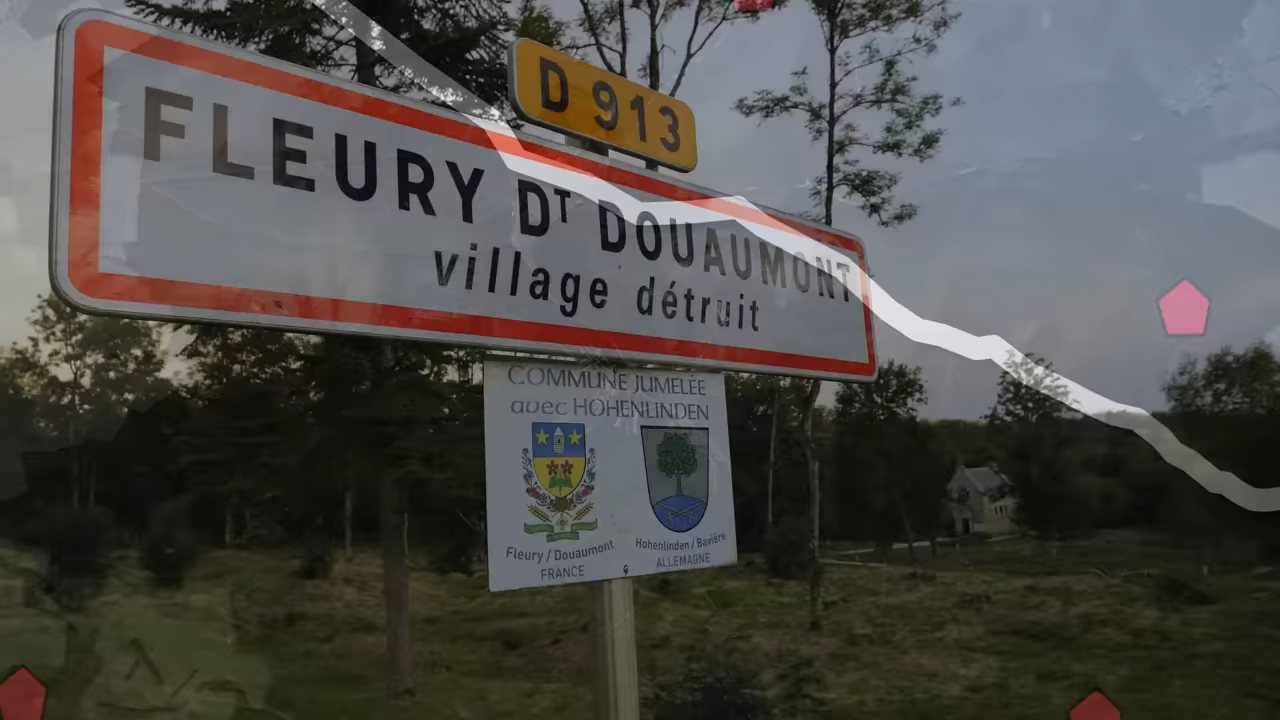 D 913
FLEURY DT DOUAUMONT
village détruit
COMMUNE JUMELÉE
avec HOHENLINDEN
Fleury / Douaumont
FRANCE
Hohenlinden / Bavière
ALLEMAGNE